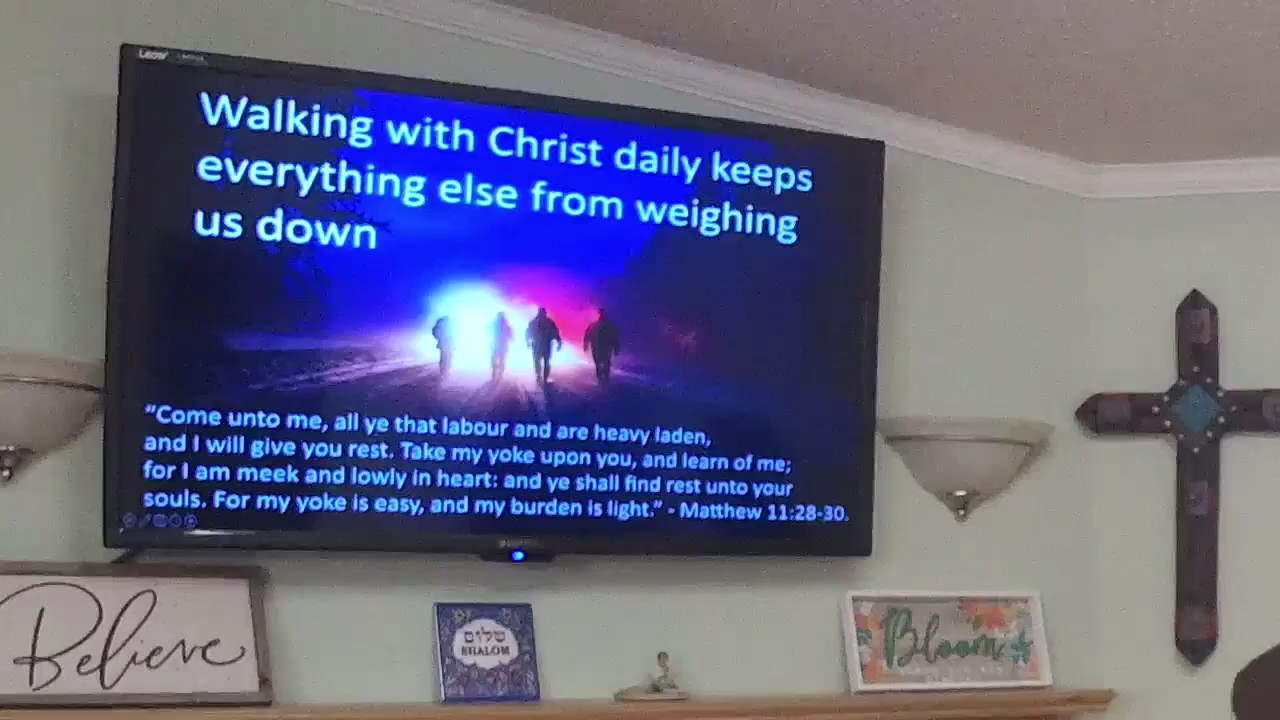 Walking with Christ daily keeps
everything else from weighing
us down
“Come unto me, all ye that labour and are heavy laden,
and I will give you rest. Take my yoke upon you, and learn of me;
for I am meek and lowly in heart: and ye shall find rest unto your
souls. For my yoke is easy, and my burden is light.” - Matthew 11:28-30.
Believe
שלום
SHALOM
Bloom